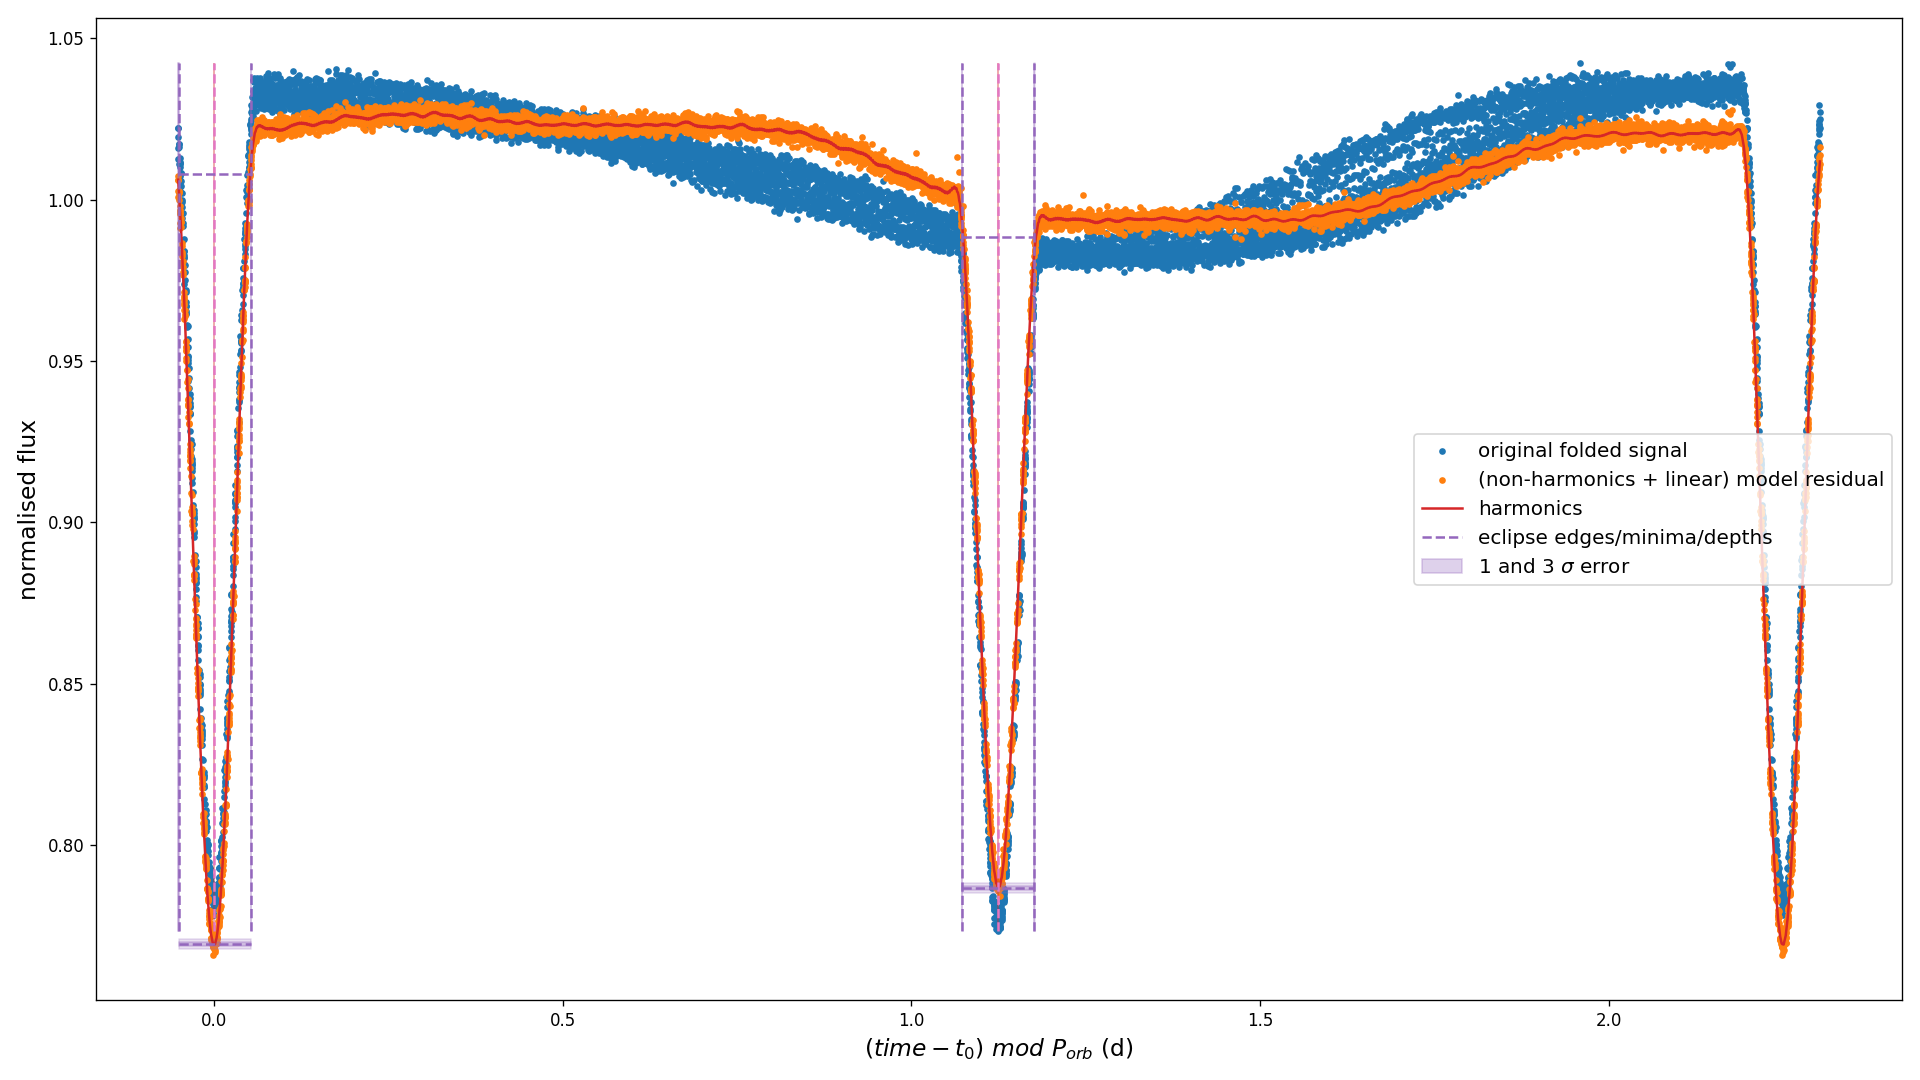 1.05
1.00
0.95
0.90
0.85
0.80
normalised flux
original folded signal
(non-harmonics + linear) model residual
harmonics
eclipse edges/minima/depths
1 and 3 σ error
0.0 0.5 1.0 1.5 2.0
(time − t₀) mod P_orb (d)